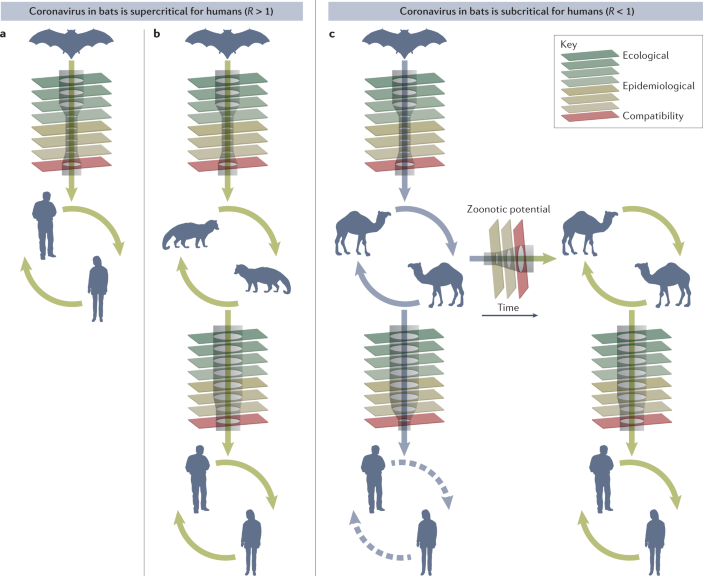 Coronavirus in bats is supercritical for humans (R > 1)
Coronavirus in bats is subcritical for humans (R < 1)
a
b
c
Key
Ecological
Epidemiological
Compatibility
Zoonotic potential
Time